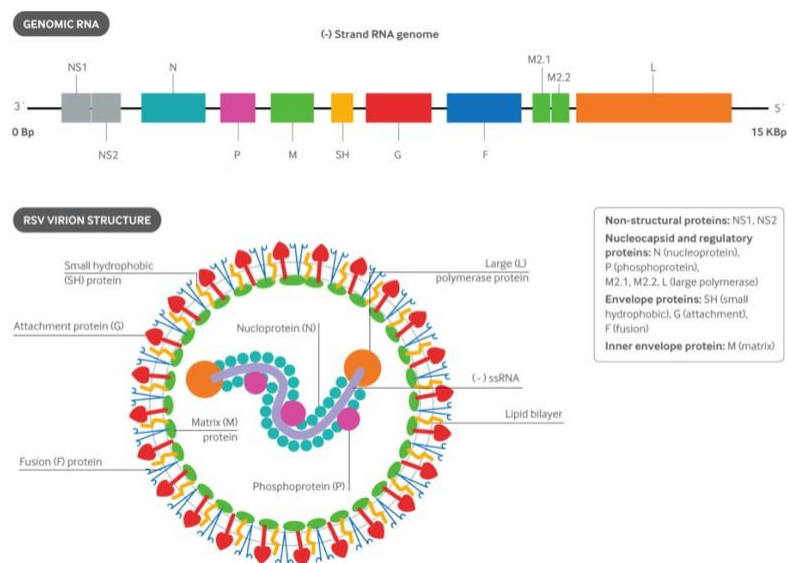 GENOMIC RNA
(-) Strand RNA genome
NS1
N
M2.1
M2.2
L
3´
5´
0 Bp
15 KBp
NS2
P
M
SH
G
F
RSV VIRION STRUCTURE
Small hydrophobic
(SH) protein
Large (L)
polymerase protein
Attachment protein (G)
Nucloprotein (N)
(-) ssRNA
Lipid bilayer
Matrix (M)
protein
Fusion (F) protein
Phosphoprotein (P)
Non-structural proteins: NS1, NS2
Nucleocapsid and regulatory
proteins: N (nucleoprotein),
P (phosphoprotein),
M2.1, M2.2, L (large polymerase)
Envelope proteins: SH (small
hydrophobic), G (attachment),
F (fusion)
Inner envelope protein: M (matrix)